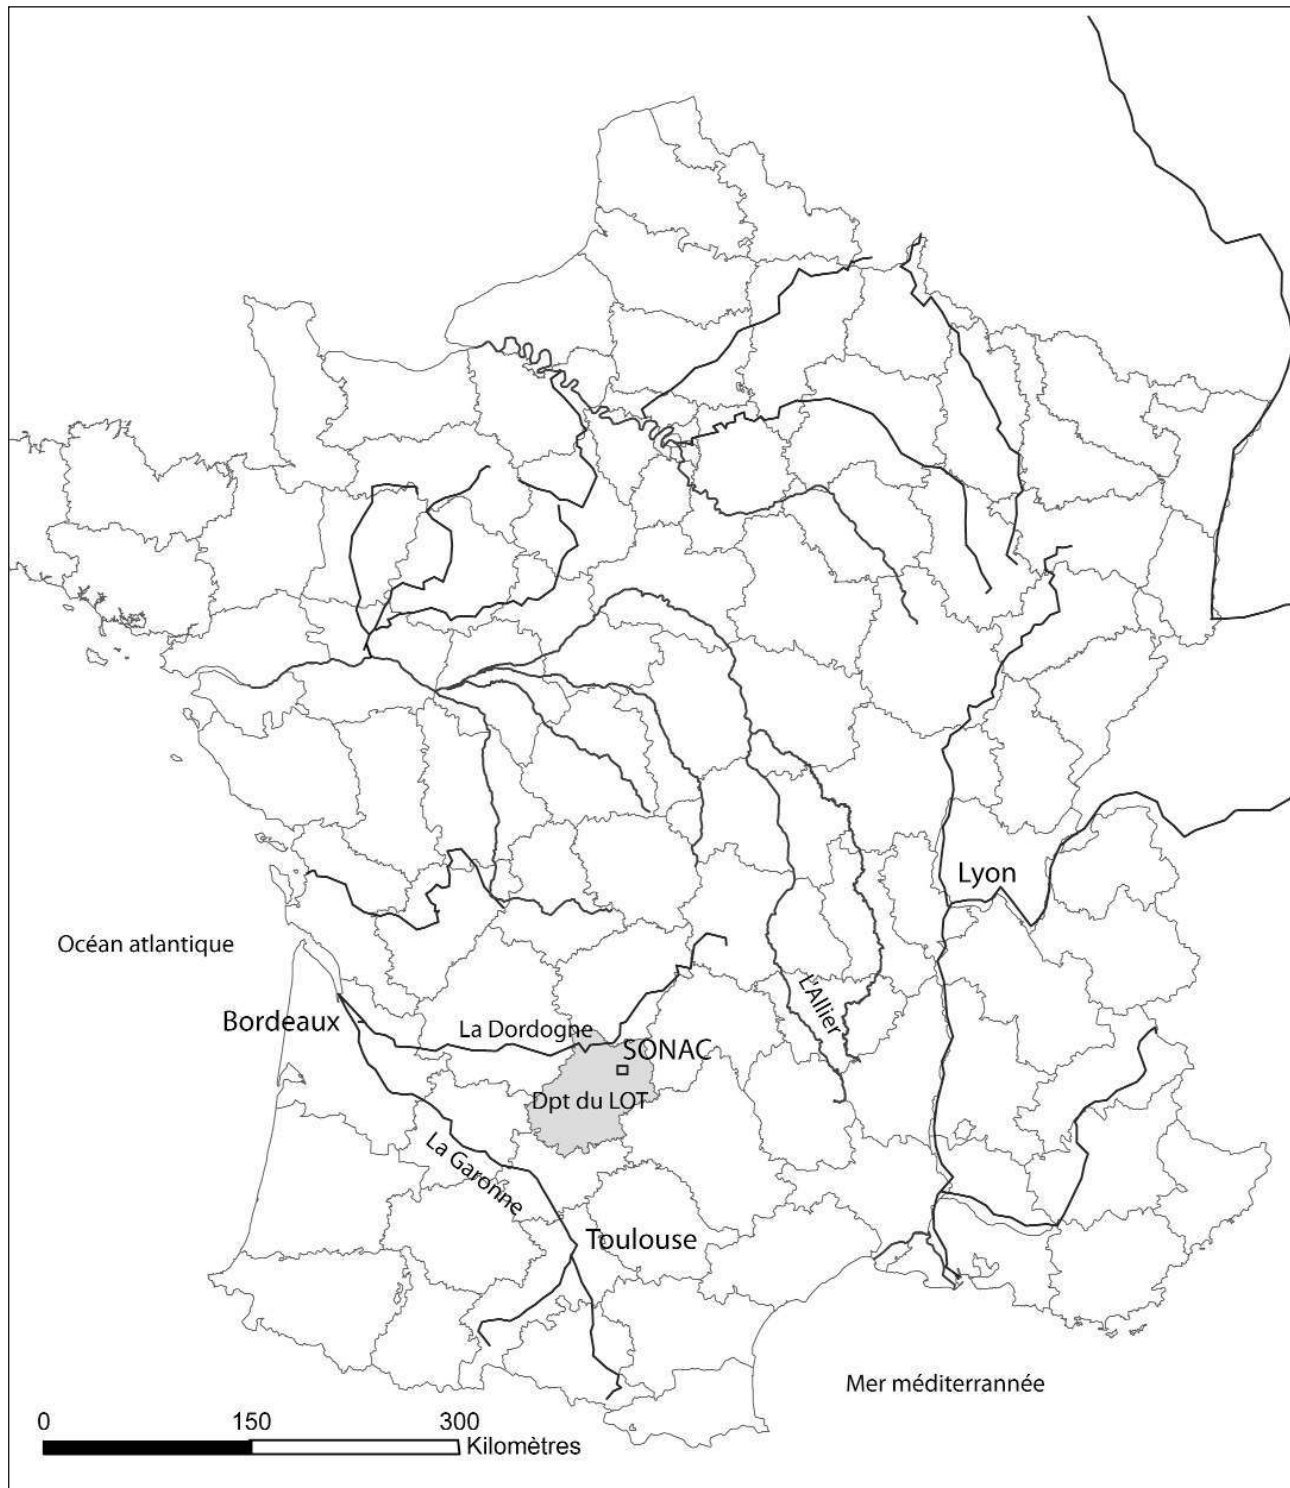 Lyon
Océan atlantique
L'Allier
Bordeaux
La Dordogne
SONAC
Dpt du LOT
La Garonne
Toulouse
Mer méditerrannée
0 150 300
Kilomètres